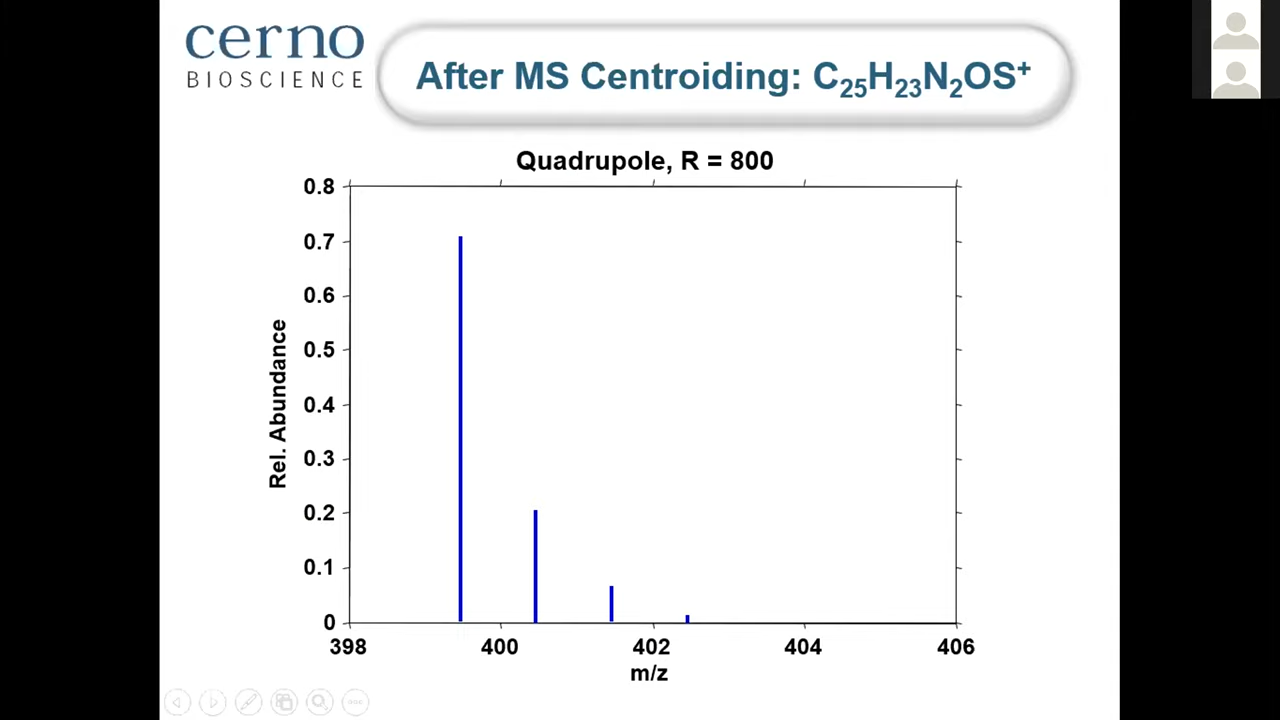 cerno
BIOSCIENCE
After MS Centroiding: C₂₅H₂₃N₂OS⁺
Quadrupole, R = 800
0.8
0.7
0.6
0.5
0.4
0.3
0.2
0.1
0
Rel. Abundance
398 400 402 404 406
m/z